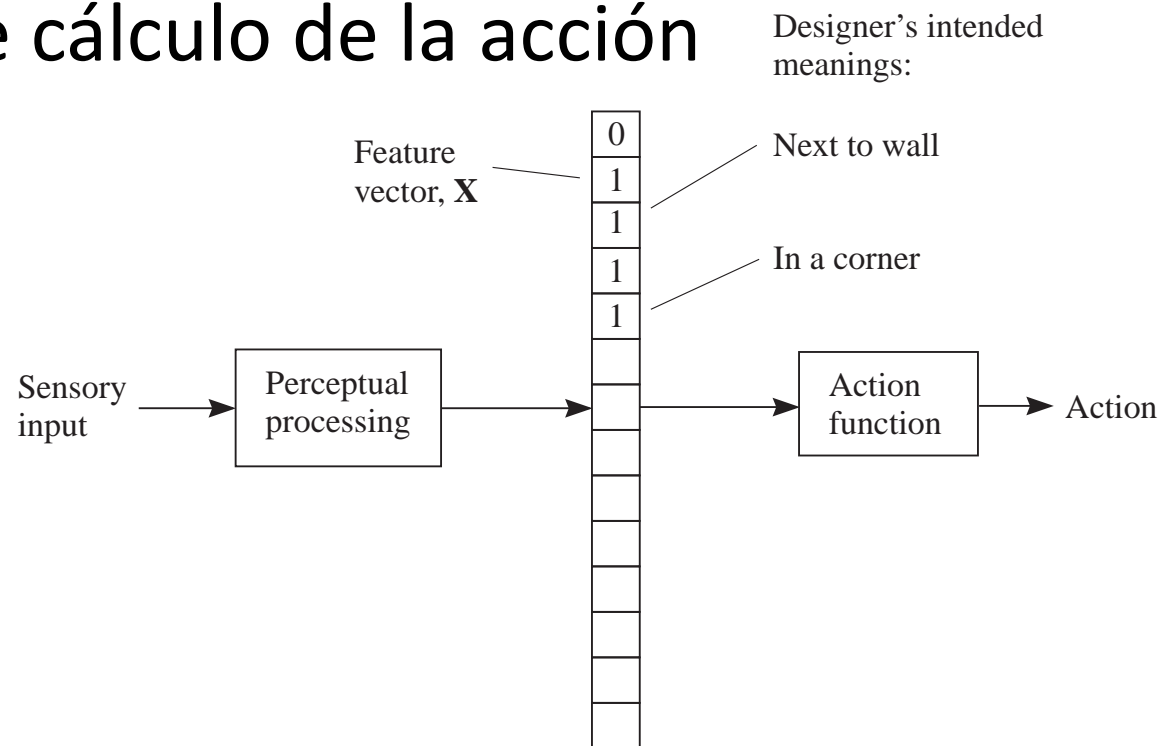 e cálculo de la acción
Designer's intended
meanings:
Feature
vector, X
0
1
1
1
1
Next to wall
In a corner
Sensory
input
Perceptual
processing
Action
function
Action